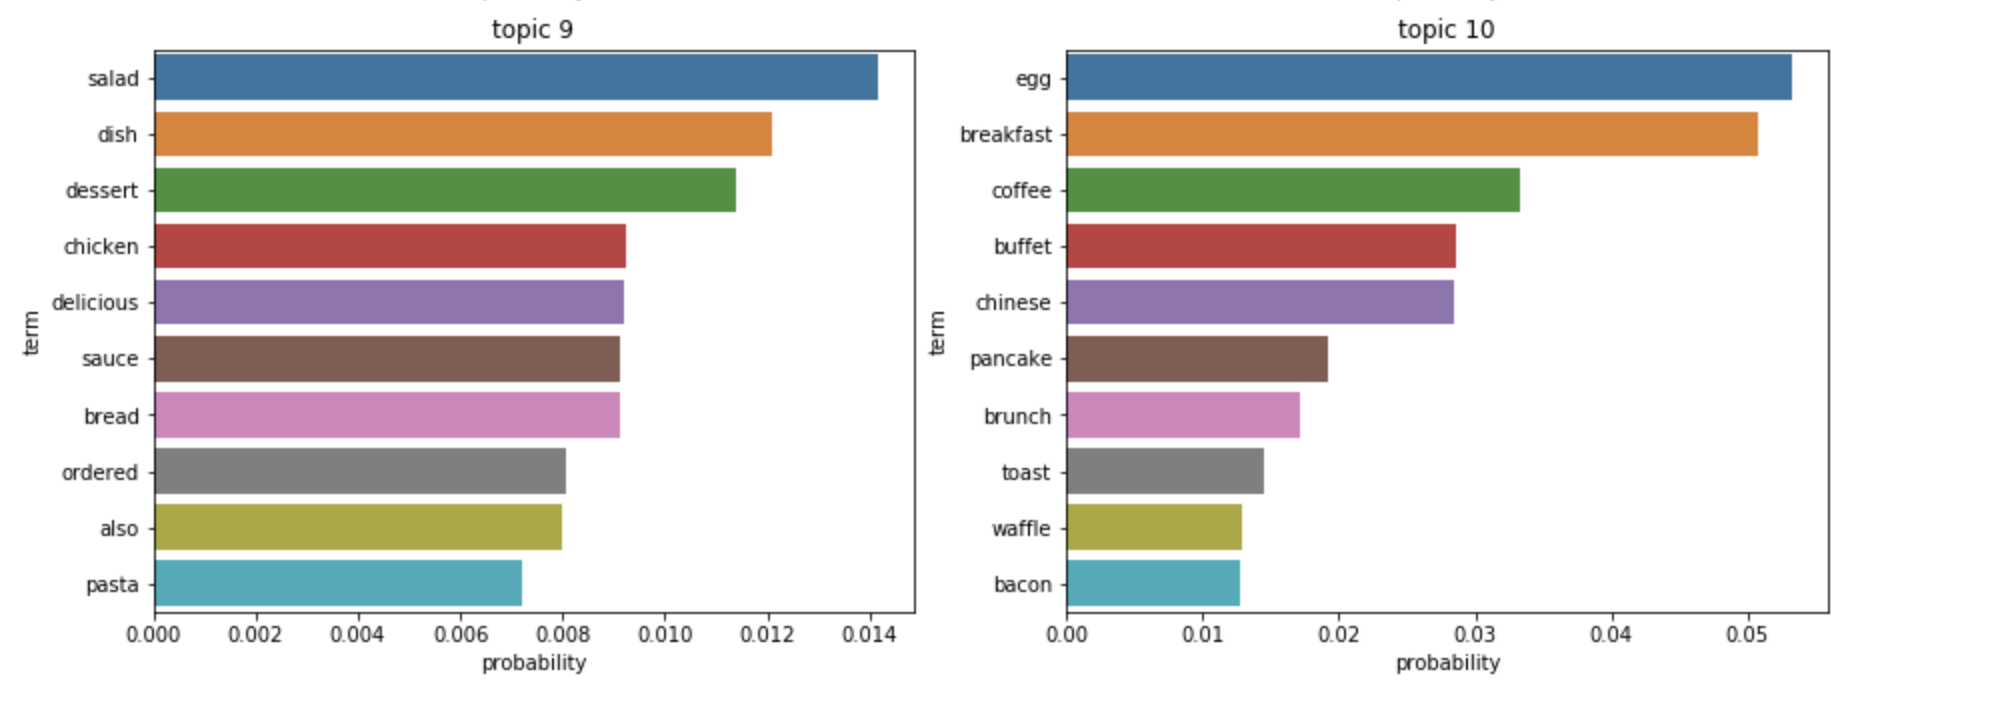 topic 9
salad
dish
dessert
chicken
delicious
sauce
bread
ordered
also
pasta
term
0.000 0.002 0.004 0.006 0.008 0.010 0.012 0.014
probability
topic 10
egg
breakfast
coffee
buffet
chinese
pancake
brunch
toast
waffle
bacon
term
0.00 0.01 0.02 0.03 0.04 0.05
probability